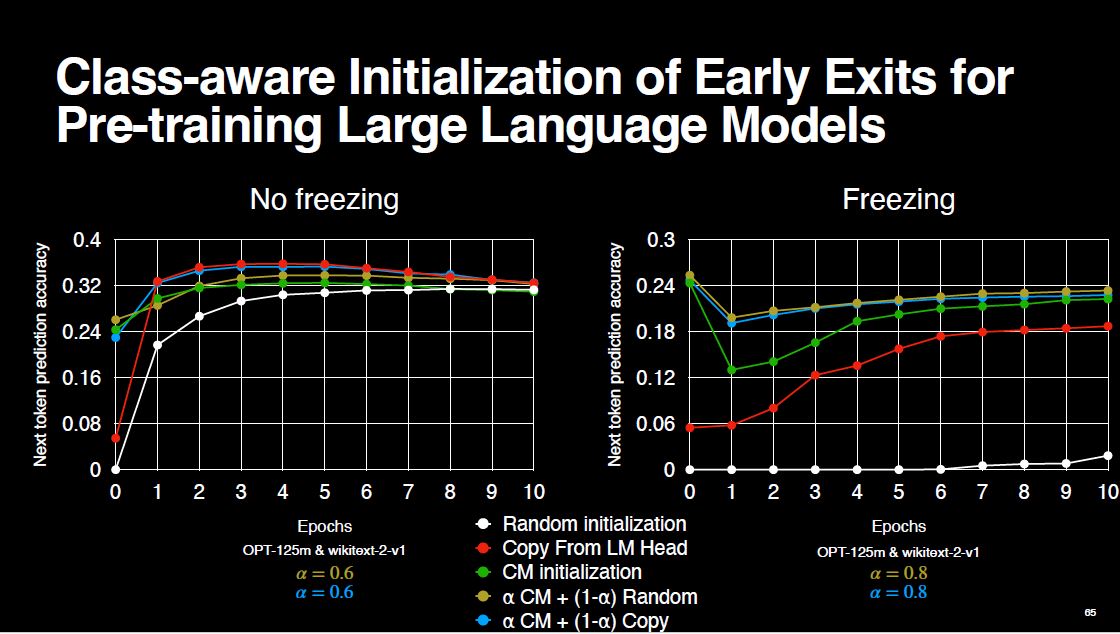 Class-aware Initialization of Early Exits for
Pre-training Large Language Models
No freezing
Next token prediction accuracy
0.4
0.32
0.24
0.16
0.08
0
0 1 2 3 4 5 6 7 8 9 10
Epochs
OPT-125m & wikitext-2-v1
α = 0.6
α = 0.6
Freezing
Next token prediction accuracy
0.3
0.24
0.18
0.12
0.06
0
0 1 2 3 4 5 6 7 8 9 10
Epochs
OPT-125m & wikitext-2-v1
α = 0.8
α = 0.8
Random initialization
Copy From LM Head
CM initialization
α CM + (1-α) Random
α CM + (1-α) Copy
65